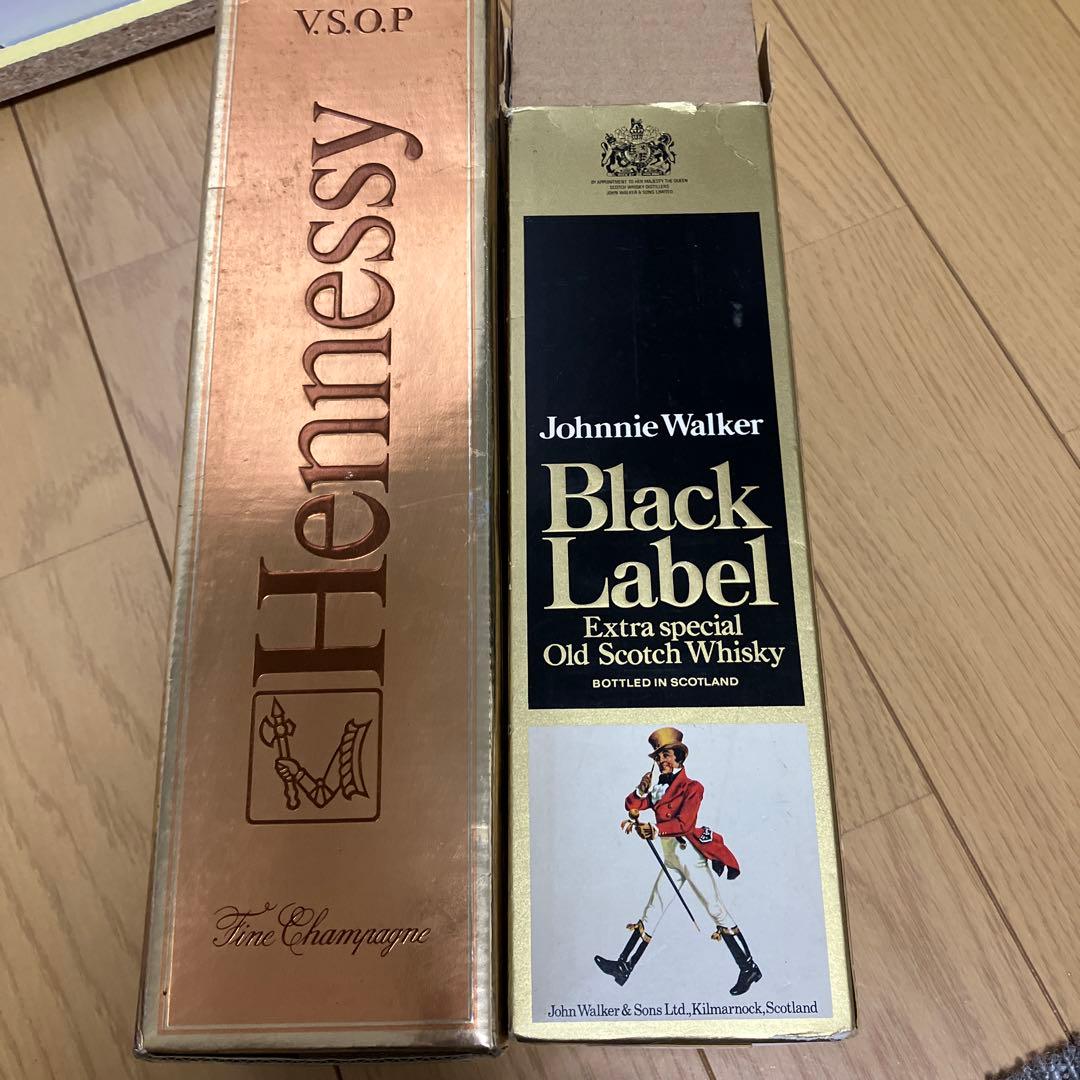 V.S.O.P
Hennessy
Fine Champagne
BY APPOINTMENT TO HER MAJESTY THE QUEEN
SCOTCH WHISKY DISTILLERS
JOHN WALKER & SONS LIMITED
Johnnie Walker
Black
Label
Extra special
Old Scotch Whisky
BOTTLED IN SCOTLAND
John Walker & Sons Ltd., Kilmarnock, Scotland